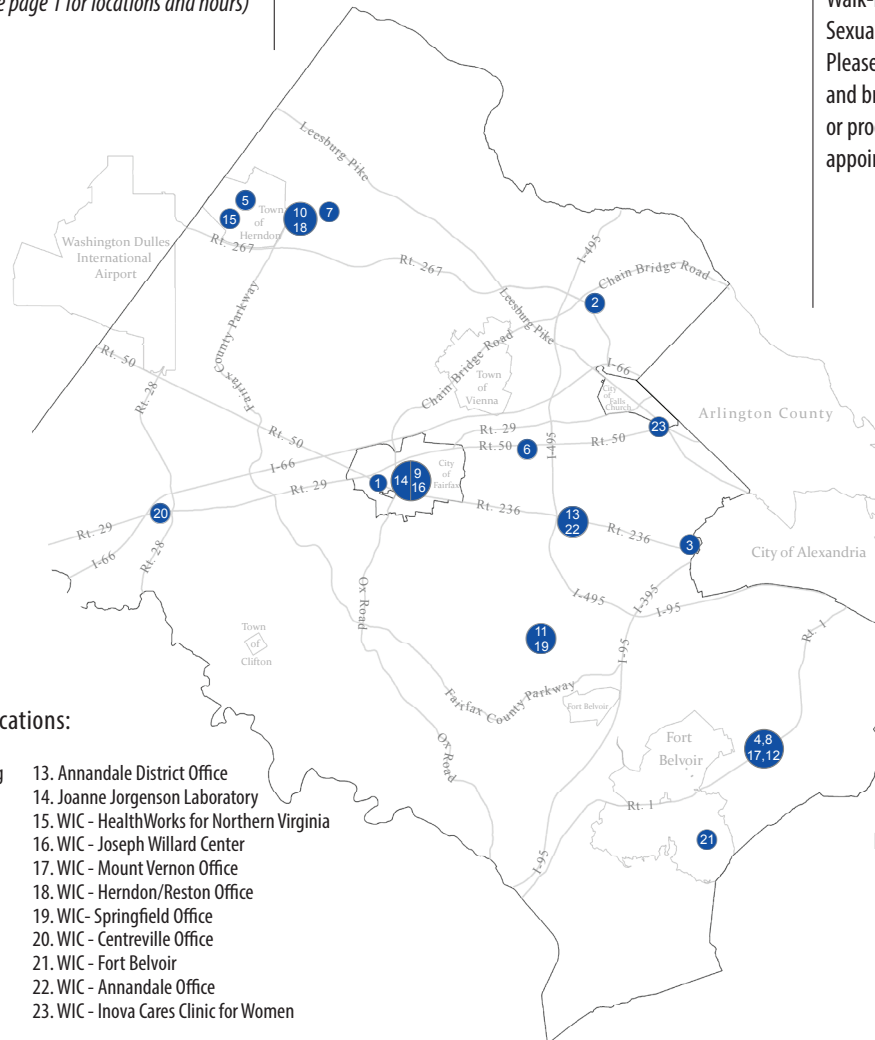 e page 1 for locations and hours)
Walk-
Sexua
Please
and br
or pro
appoin
Leesburg Pike
5
15
Town
of
Herndon
10
18
7
Washington Dulles
International
Airport
Rt. 267
Rt. 267
I-495
Chain Bridge Road
2
Fairfax County Parkway
Leesburg Pike
Rt. 50
Rt. 28
Chain Bridge Road
Town
of
Vienna
I-66
City
of
Falls
Church
Arlington County
Rt. 50
Rt. 29
Rt.50
6
I-495
Rt. 50
23
I-66
Rt. 29
1
14
9
16
City
of
Fairfax
20
Rt. 29
I-66
Rt. 28
Rt. 236
13
22
Rt. 236
3
City of Alexandria
Ox Road
I-495
I-395
I-95
Rt. 1
Town
of
Clifton
11
19
I-95
Fairfax County Parkway
Fort Belvoir
Ox Road
Fort
Belvoir
4,8
17,12
Rt. 1
21
I-95
cations:
g
13. Annandale District Office
14. Joanne Jorgenson Laboratory
15. WIC - HealthWorks for Northern Virginia
16. WIC - Joseph Willard Center
17. WIC - Mount Vernon Office
18. WIC - Herndon/Reston Office
19. WIC- Springfield Office
20. WIC - Centreville Office
21. WIC - Fort Belvoir
22. WIC - Annandale Office
23. WIC - Inova Cares Clinic for Women